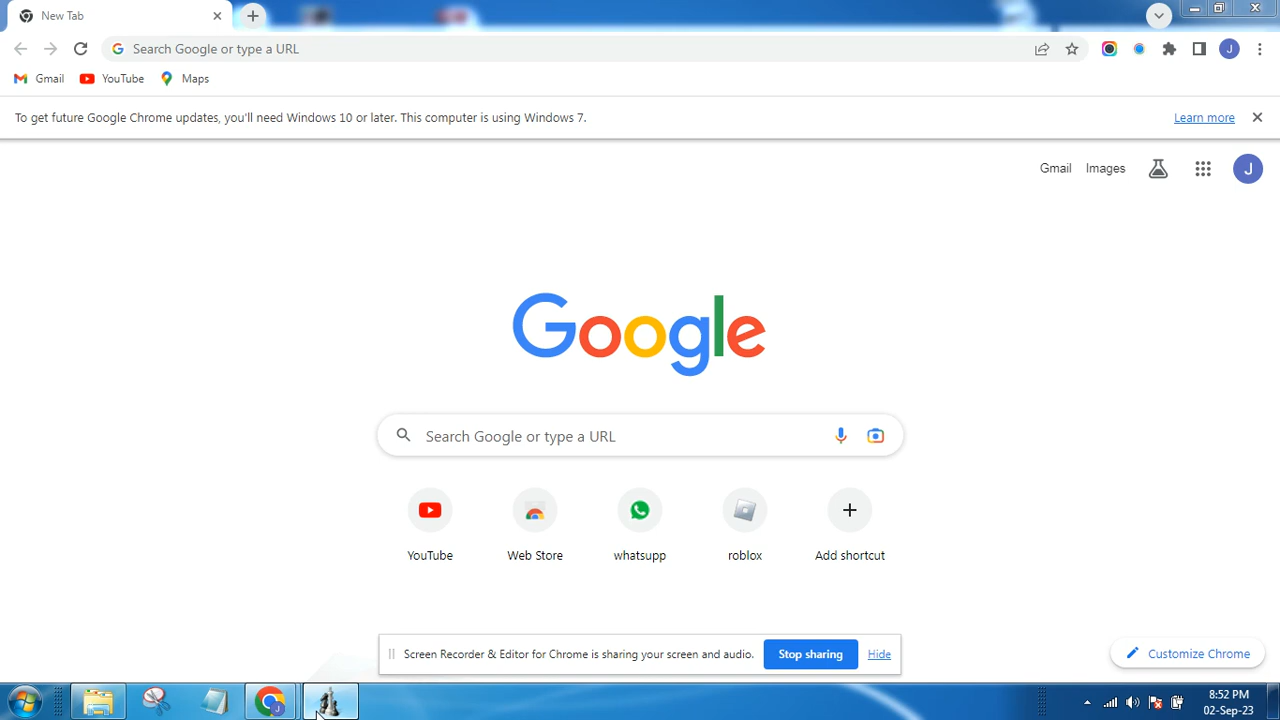 New Tab
Search Google or type a URL
Gmail YouTube Maps
To get future Google Chrome updates, you'll need Windows 10 or later. This computer is using Windows 7. Learn more
J
Gmail Images J
Google
Search Google or type a URL
YouTube Web Store whatsupp roblox Add shortcut
Screen Recorder & Editor for Chrome is sharing your screen and audio. Stop sharing Hide
Customize Chrome
8:52 PM
02-Sep-23